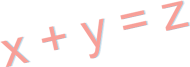 x + y = z